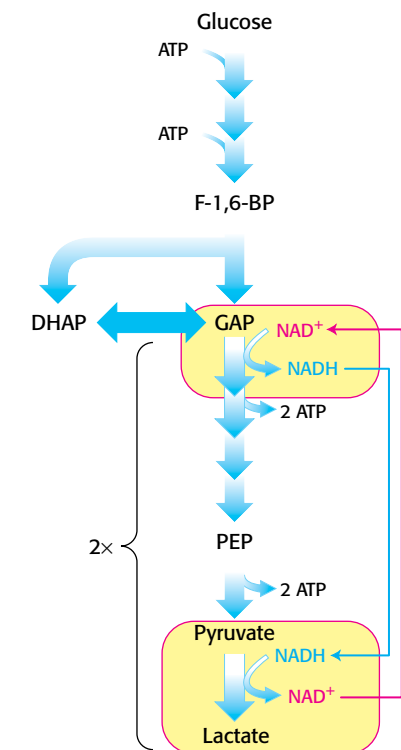 Glucose
ATP
ATP
F-1,6-BP
DHAP
GAP
NAD⁺
NADH
2 ATP
2×
PEP
2 ATP
Pyruvate
NADH
NAD⁺
Lactate